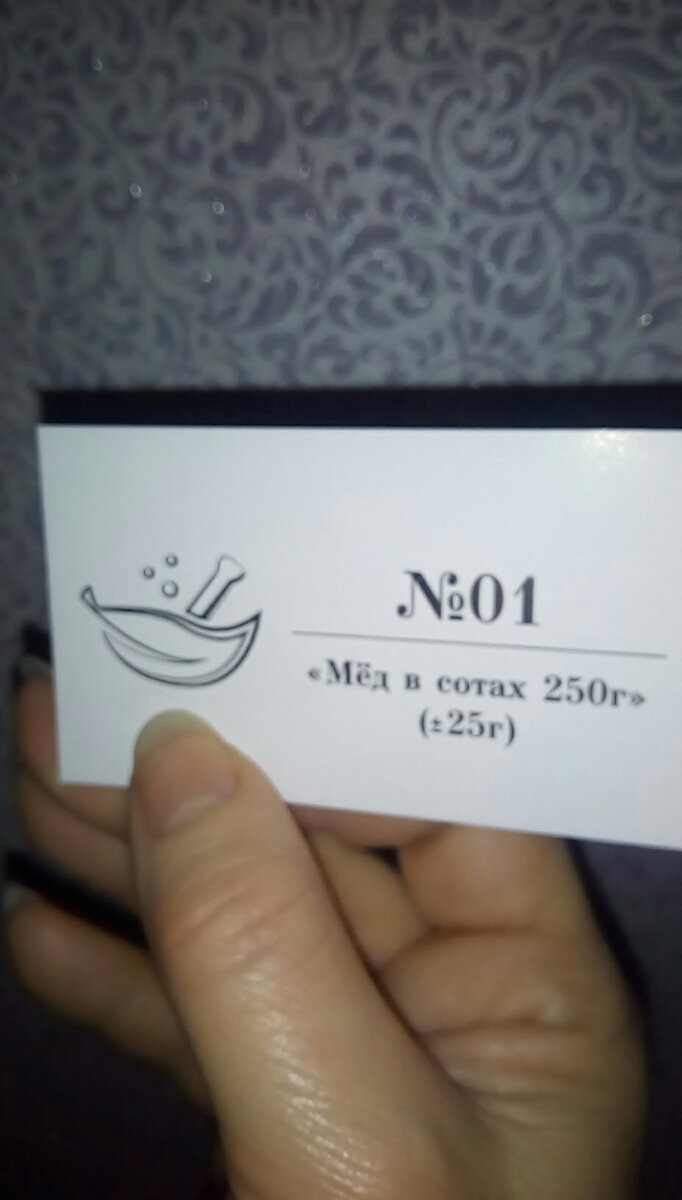 №01
«Мёд в сотах 250г»
(±25г)